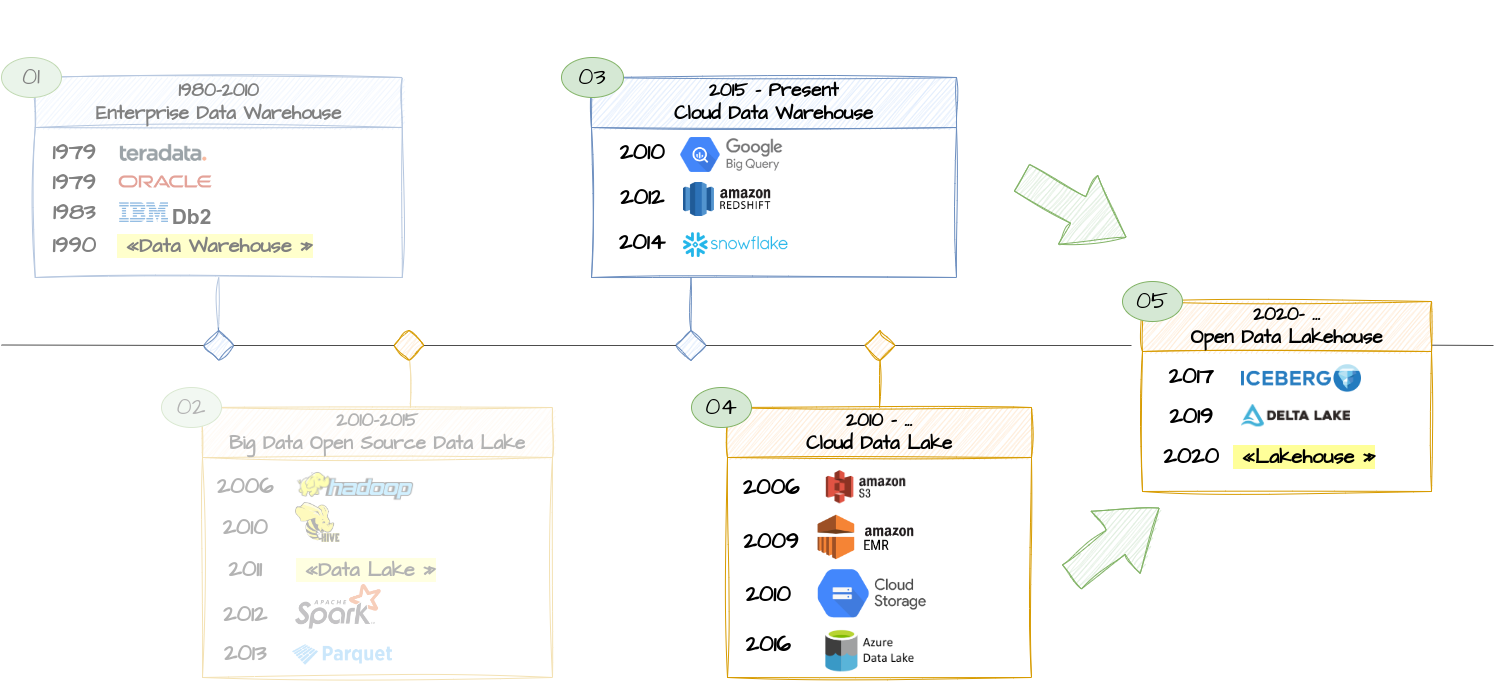 01
1980-2010
Enterprise Data Warehouse
1979 teradata.
1979 ORACLE
1983 IBM Db2
1990 «Data Warehouse »
02
2010-2015
Big Data Open Source Data Lake
2006 hadoop
2010 HIVE
2011 «Data Lake »
2012 APACHE Spark
2013 Parquet
03
2015 - Present
Cloud Data Warehouse
2010 Google
Big Query
2012 amazon
REDSHIFT
2014 snowflake
04
2010 - ...
Cloud Data Lake
2006 amazon
S3
2009 amazon
EMR
2010 Cloud
Storage
2016 Azure
Data Lake
05
2020- ...
Open Data Lakehouse
2017 ICEBERG
2019 DELTA LAKE
2020 «Lakehouse »